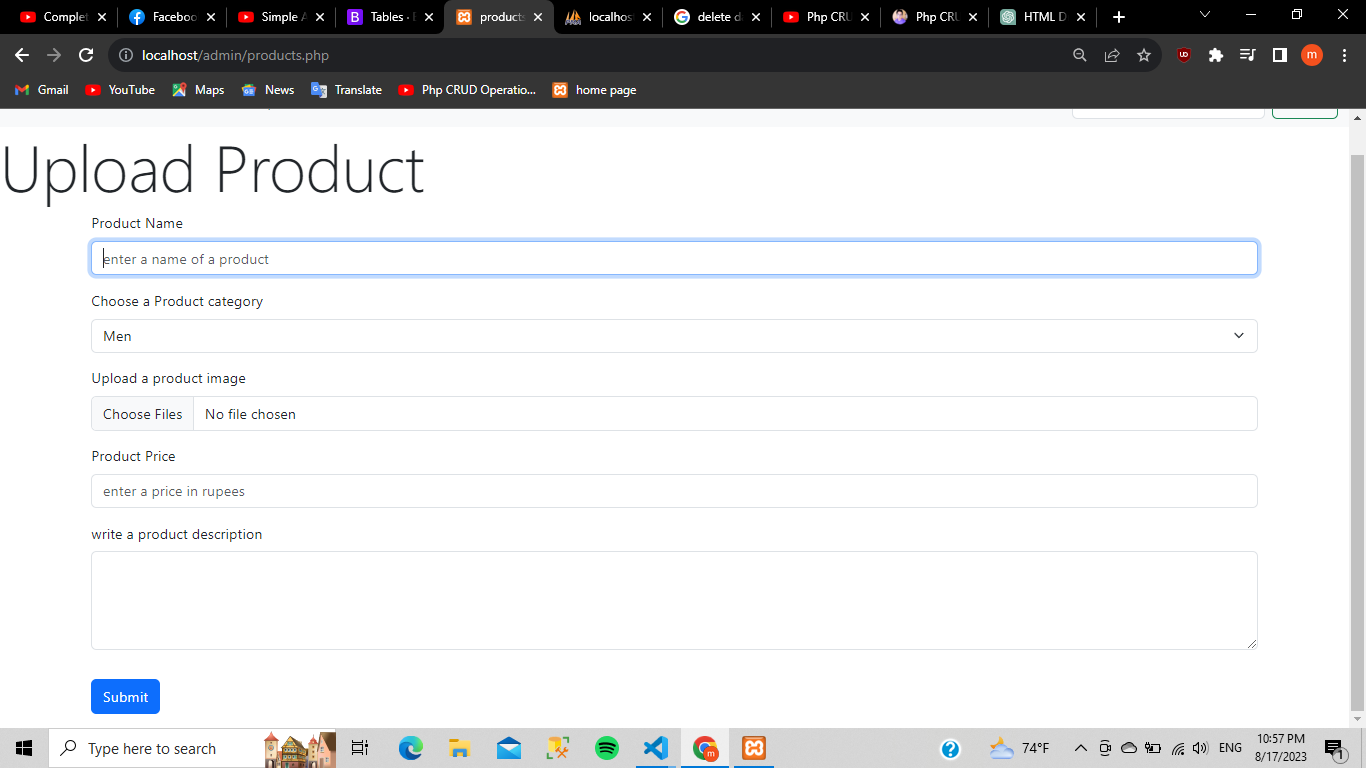 Complet
Faceboo
Simple A
Tables · B
products
localhos
delete da
Php CRU
Php CRU
HTML D
localhost/admin/products.php
m
Gmail
YouTube
Maps
News
Translate
Php CRUD Operatio...
home page
Upload Product
Product Name
enter a name of a product
Choose a Product category
Men
Upload a product image
Choose Files No file chosen
Product Price
enter a price in rupees
write a product description
Submit
Type here to search
74°F
ENG
10:57 PM
8/17/2023
1